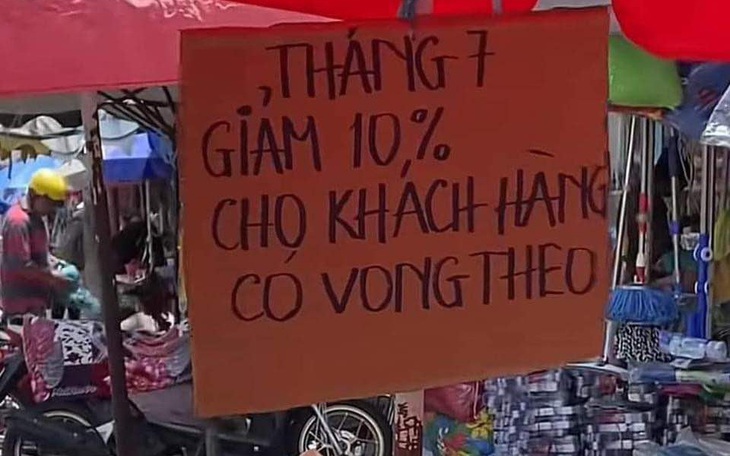 THÁNG 7
GIẢM 10%
CHO KHÁCH HÀNG
CÓ VONG THEO